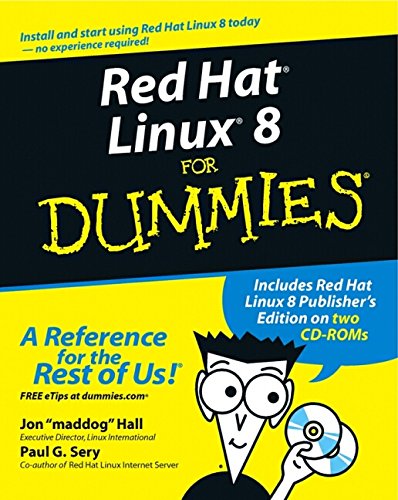 Install and start using Red Hat Linux 8 today
— no experience required!
Red Hat®
Linux® 8
FOR
DUMMIES®
Includes Red Hat
Linux 8 Publisher's
Edition on two
CD-ROMs
A Reference
for the
Rest of Us!®
FREE eTips at dummies.com®
Jon "maddog" Hall
Executive Director, Linux International
Paul G. Sery
Co-author of Red Hat Linux Internet Server